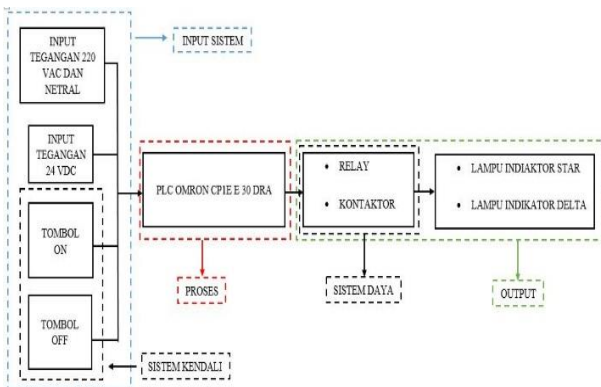 INPUT
TEGANGAN 220
VAC DAN
NETRAL
INPUT SISTEM
INPUT
TEGANGAN
24 VDC
PLC OMRON CP1E E 30 DRA
• RELAY
• KONTAKTOR
• LAMPU INDIAKTOR STAR
• LAMPU INDIKATOR DELTA
TOMBOL
ON
PROSES
SISTEM DAYA
OUTPUT
TOMBOL
OFF
SISTEM KENDALI